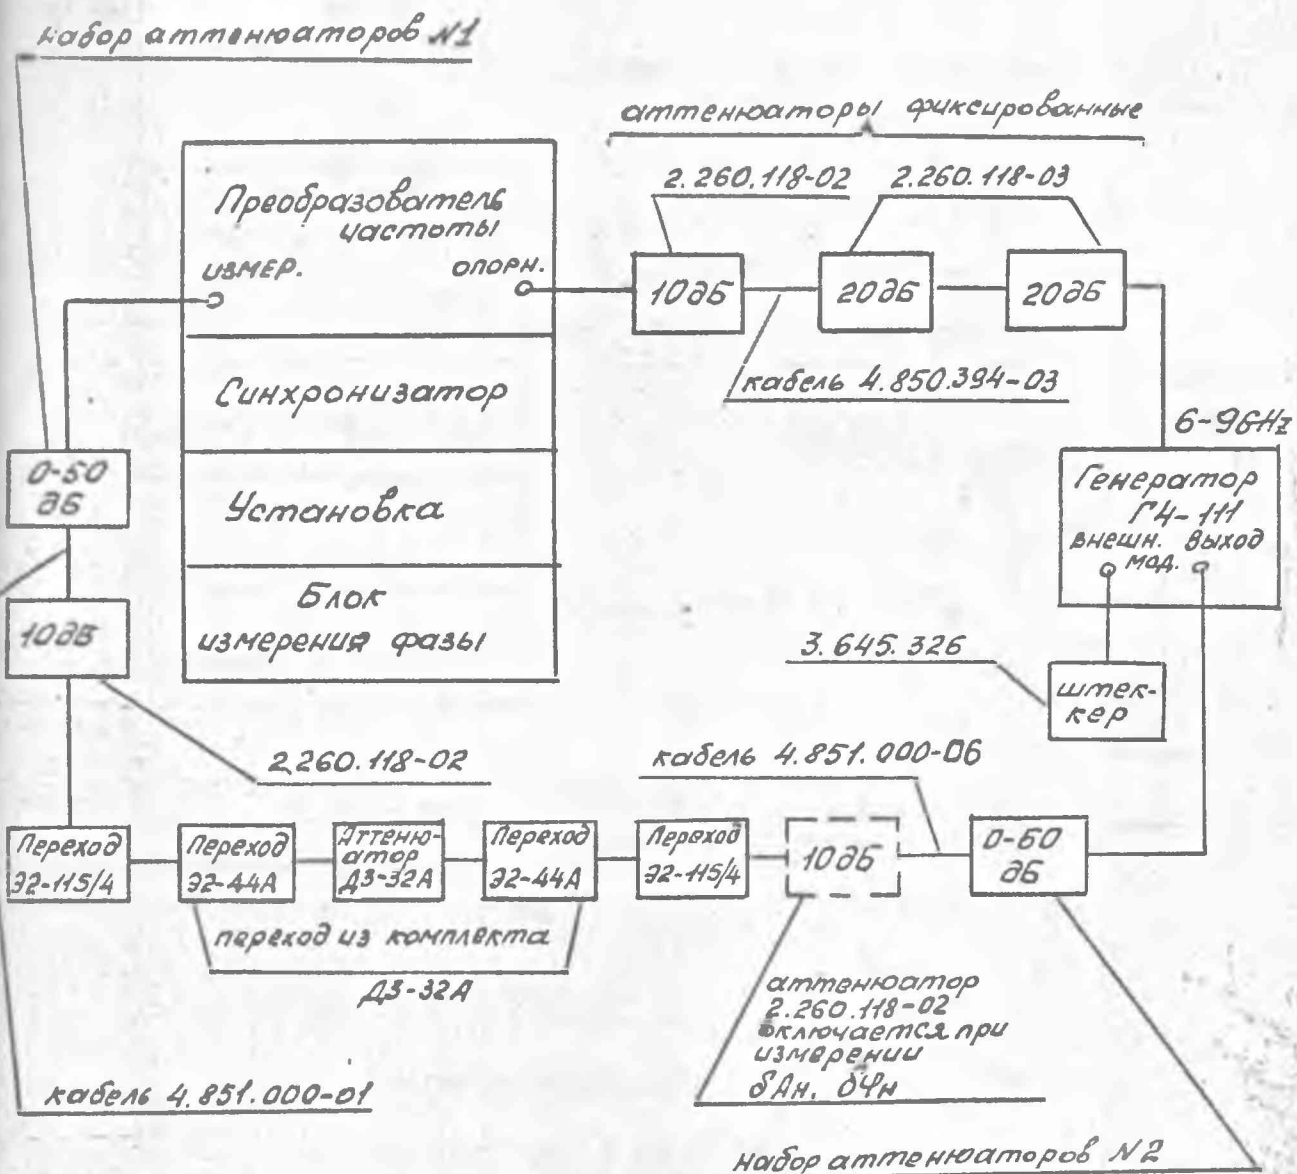 набор аттенюаторов №1
аттенюаторы фиксированные
2.260.118-02
2.260.118-03
Преобразователь
частоты
ИЗМЕР.
ОПОРН.
10дБ
20дБ
20дБ
кабель 4.850.394-03
Синхронизатор
6-9GHz
0-50
дБ
Установка
Генератор
Г4-111
внешн. выход
мод.
10дБ
Блок
измерения фазы
3.645.326
штек-
кер
2.260.118-02
кабель 4.851.000-06
Переход
Э2-115/4
Переход
Э2-44А
Аттеню-
атор
Д3-32А
Переход
Э2-44А
Переход
Э2-115/4
10дБ
0-60
дБ
переход из комплекта
Д3-32А
аттенюатор
2.260.118-02
включается при
измерении
δАн, δφн
кабель 4.851.000-01
набор аттенюаторов N2